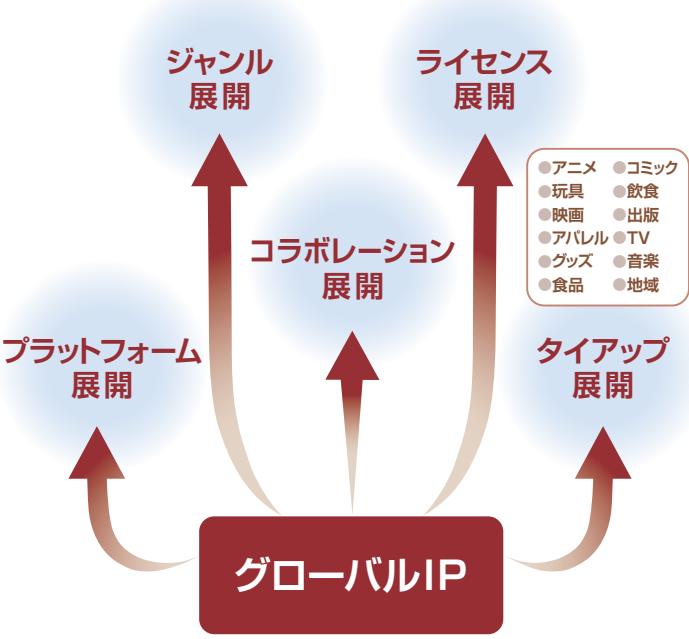 ジャンル
展開
ライセンス
展開
●アニメ ●コミック
●玩具 ●飲食
●映画 ●出版
●アパレル ●TV
●グッズ ●音楽
●食品 ●地域
コラボレーション
展開
プラットフォーム
展開
タイアップ
展開
グローバルIP